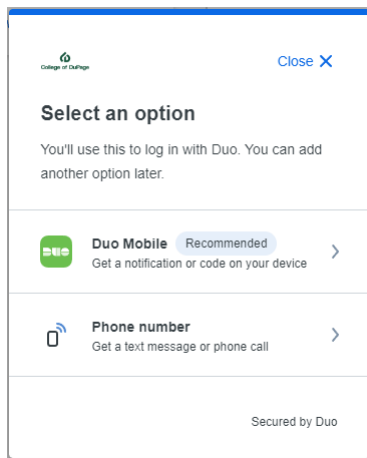 College of DuPage
Close
Select an option
You'll use this to log in with Duo. You can add
another option later.
DUO
Duo Mobile Recommended
Get a notification or code on your device
Phone number
Get a text message or phone call
Secured by Duo